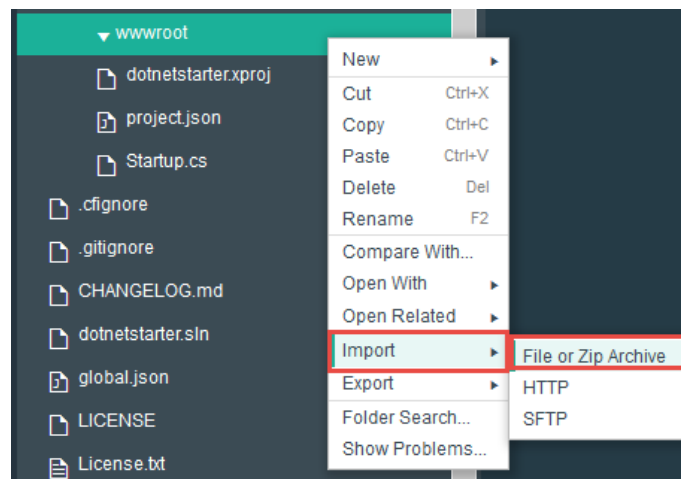 wwwroot
dotnetstarter.xproj
project.json
Startup.cs
.cfignore
.gitignore
CHANGELOG.md
dotnetstarter.sln
global.json
LICENSE
License.txt
New
Cut Ctrl+X
Copy Ctrl+C
Paste Ctrl+V
Delete Del
Rename F2
Compare With...
Open With
Open Related
Import
Export
Folder Search...
Show Problems...
File or Zip Archive
HTTP
SFTP